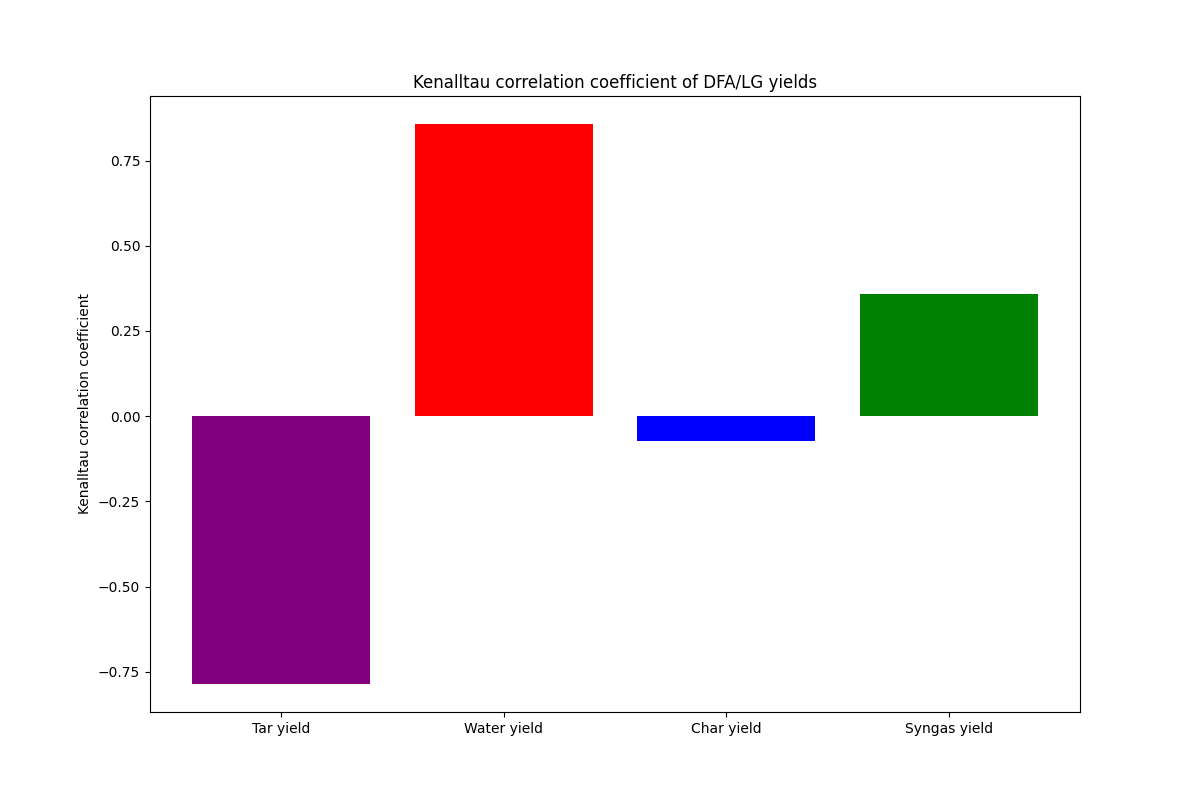 Kenalltau correlation coefficient of DFA/LG yields
Kenalltau correlation coefficient
0.75
0.50
0.25
0.00
−0.25
−0.50
−0.75
Tar yield
Water yield
Char yield
Syngas yield